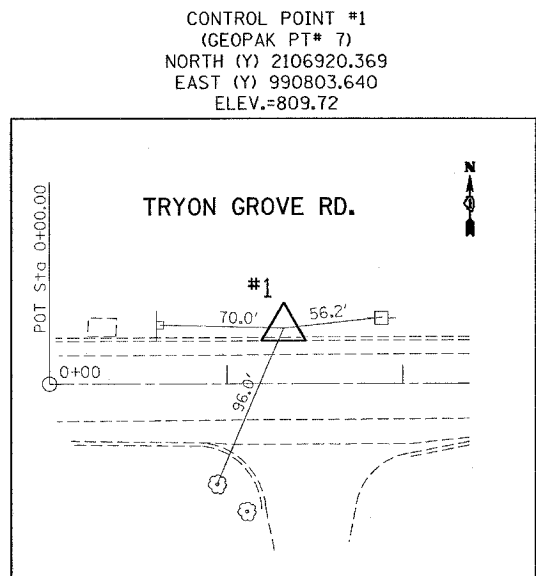 CONTROL POINT #1
(GEOPAK PT# 7)
NORTH (Y) 2106920.369
EAST (Y) 990803.640
ELEV.=809.72
N
TRYON GROVE RD.
POT Sta 0+00.00
#1
70.0'
56.2'
0+00
96.0'